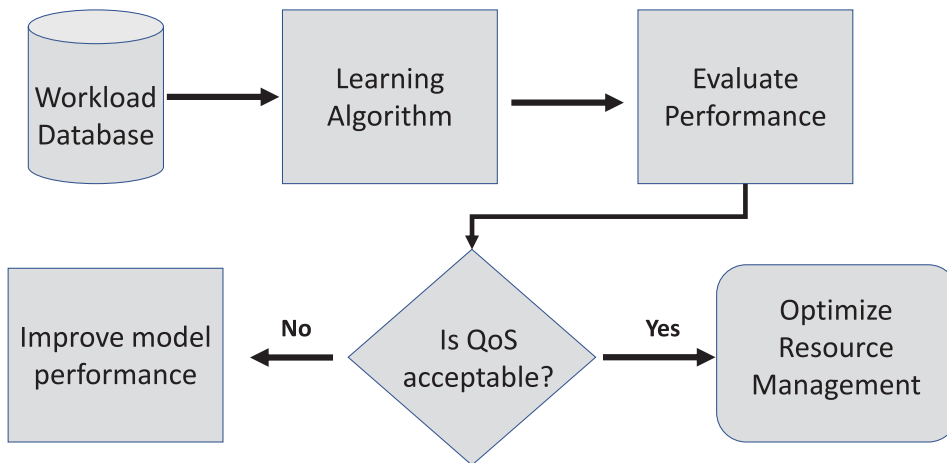 Workload
Database
Learning
Algorithm
Evaluate
Performance
Improve model
performance
No
Is QoS
acceptable?
Yes
Optimize
Resource
Management